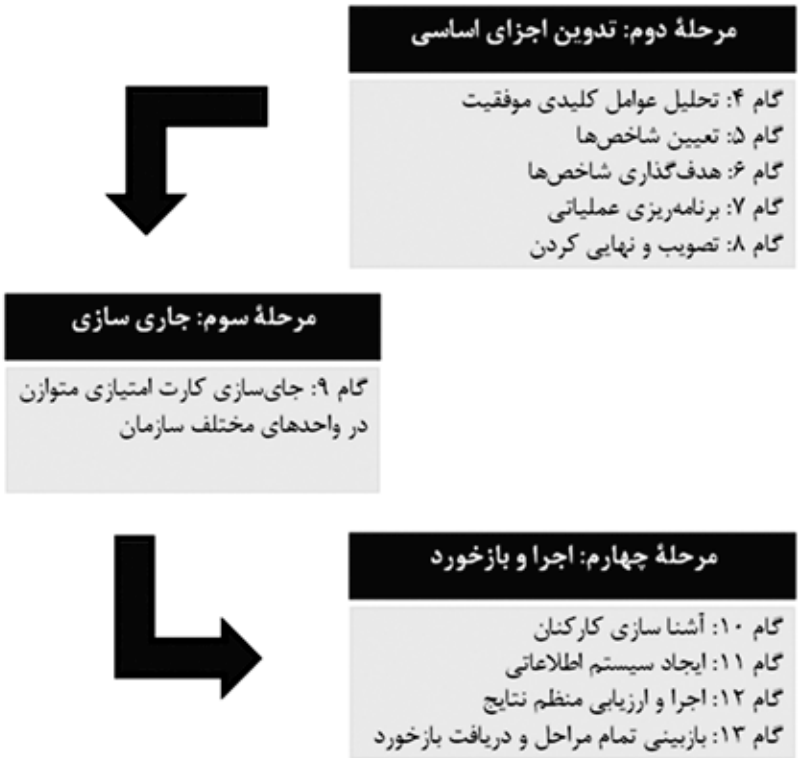 مرحلهٔ دوم: تدوین اجزای اساسی
گام ۴: تحلیل عوامل کلیدی موفقیت
گام ۵: تعیین شاخص‌ها
گام ۶: هدف‌گذاری شاخص‌ها
گام ۷: برنامه‌ریزی عملیاتی
گام ۸: تصویب و نهایی کردن
مرحلهٔ سوم: جاری سازی
گام ۹: جای‌سازی کارت امتیازی متوازن
در واحدهای مختلف سازمان
مرحلهٔ چهارم: اجرا و بازخورد
گام ۱۰: آشنا سازی کارکنان
گام ۱۱: ایجاد سیستم اطلاعاتی
گام ۱۲: اجرا و ارزیابی منظم نتایج
گام ۱۳: بازبینی تمام مراحل و دریافت بازخورد